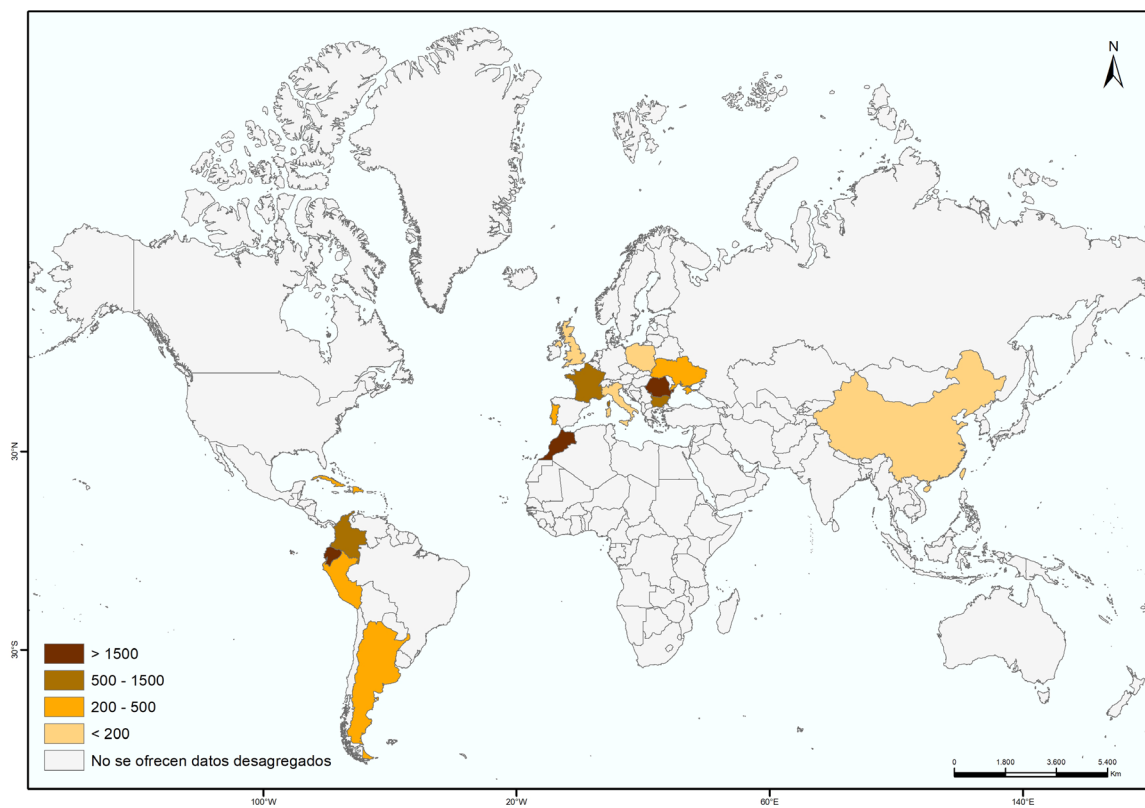 N
30°N
30°S
> 1500
500 - 1500
200 - 500
< 200
No se ofrecen datos desagregados
0 1.800 3.600 5.400
Km
100°W 20°W 60°E 140°E